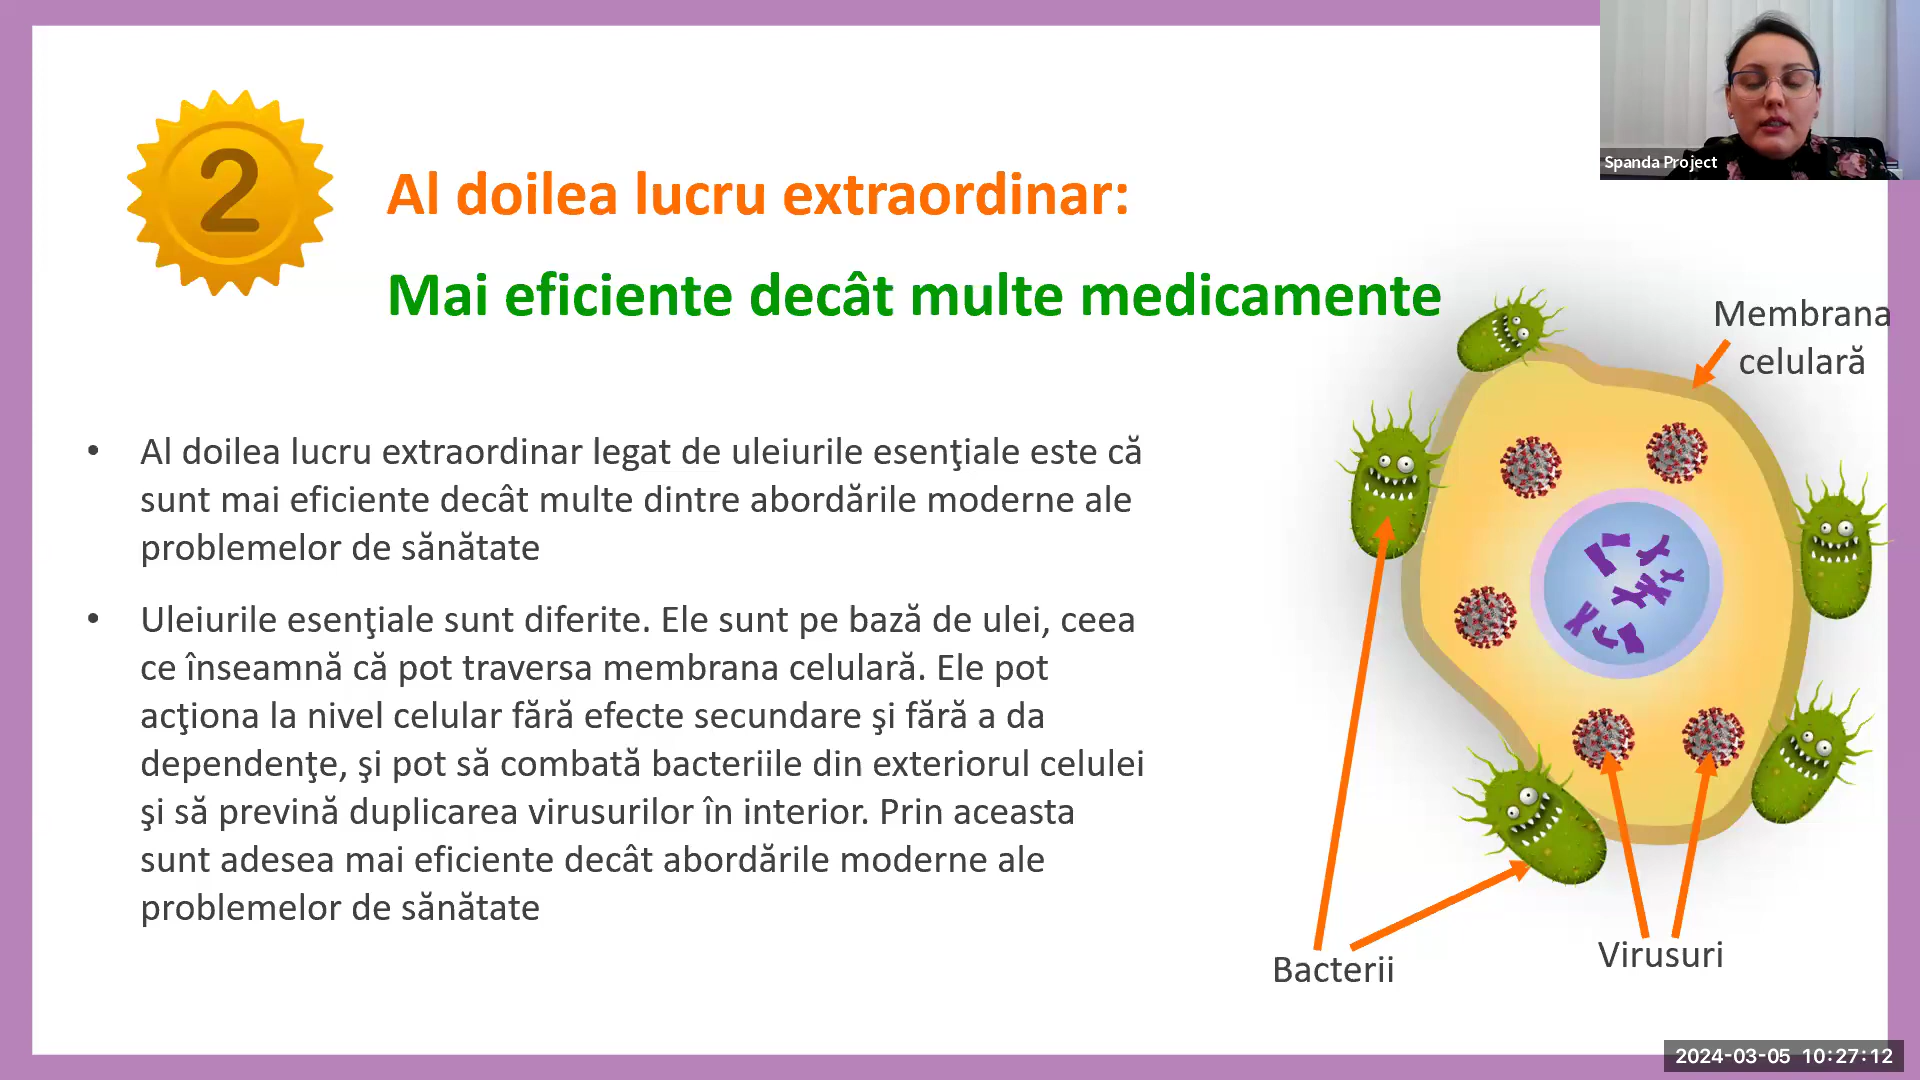 Spanda Project
2
Al doilea lucru extraordinar:
Mai eficiente decât multe medicamente
Membrana
celulară
• Al doilea lucru extraordinar legat de uleiurile esenţiale este că
sunt mai eficiente decât multe dintre abordările moderne ale
problemelor de sănătate
• Uleiurile esenţiale sunt diferite. Ele sunt pe bază de ulei, ceea
ce înseamnă că pot traversa membrana celulară. Ele pot
acţiona la nivel celular fără efecte secundare şi fără a da
dependenţe, şi pot să combată bacteriile din exteriorul celulei
şi să prevină duplicarea virusurilor în interior. Prin aceasta
sunt adesea mai eficiente decât abordările moderne ale
problemelor de sănătate
Bacterii
Virusuri
2024-03-05 10:27:12